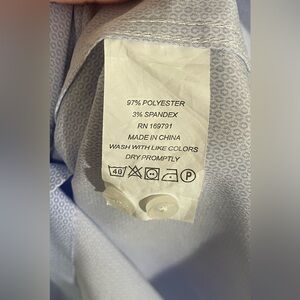 97% POLYESTER
3% SPANDEX
RN 169791
MADE IN CHINA
WASH WITH LIKE COLORS
DRY PROMPTLY
40 P